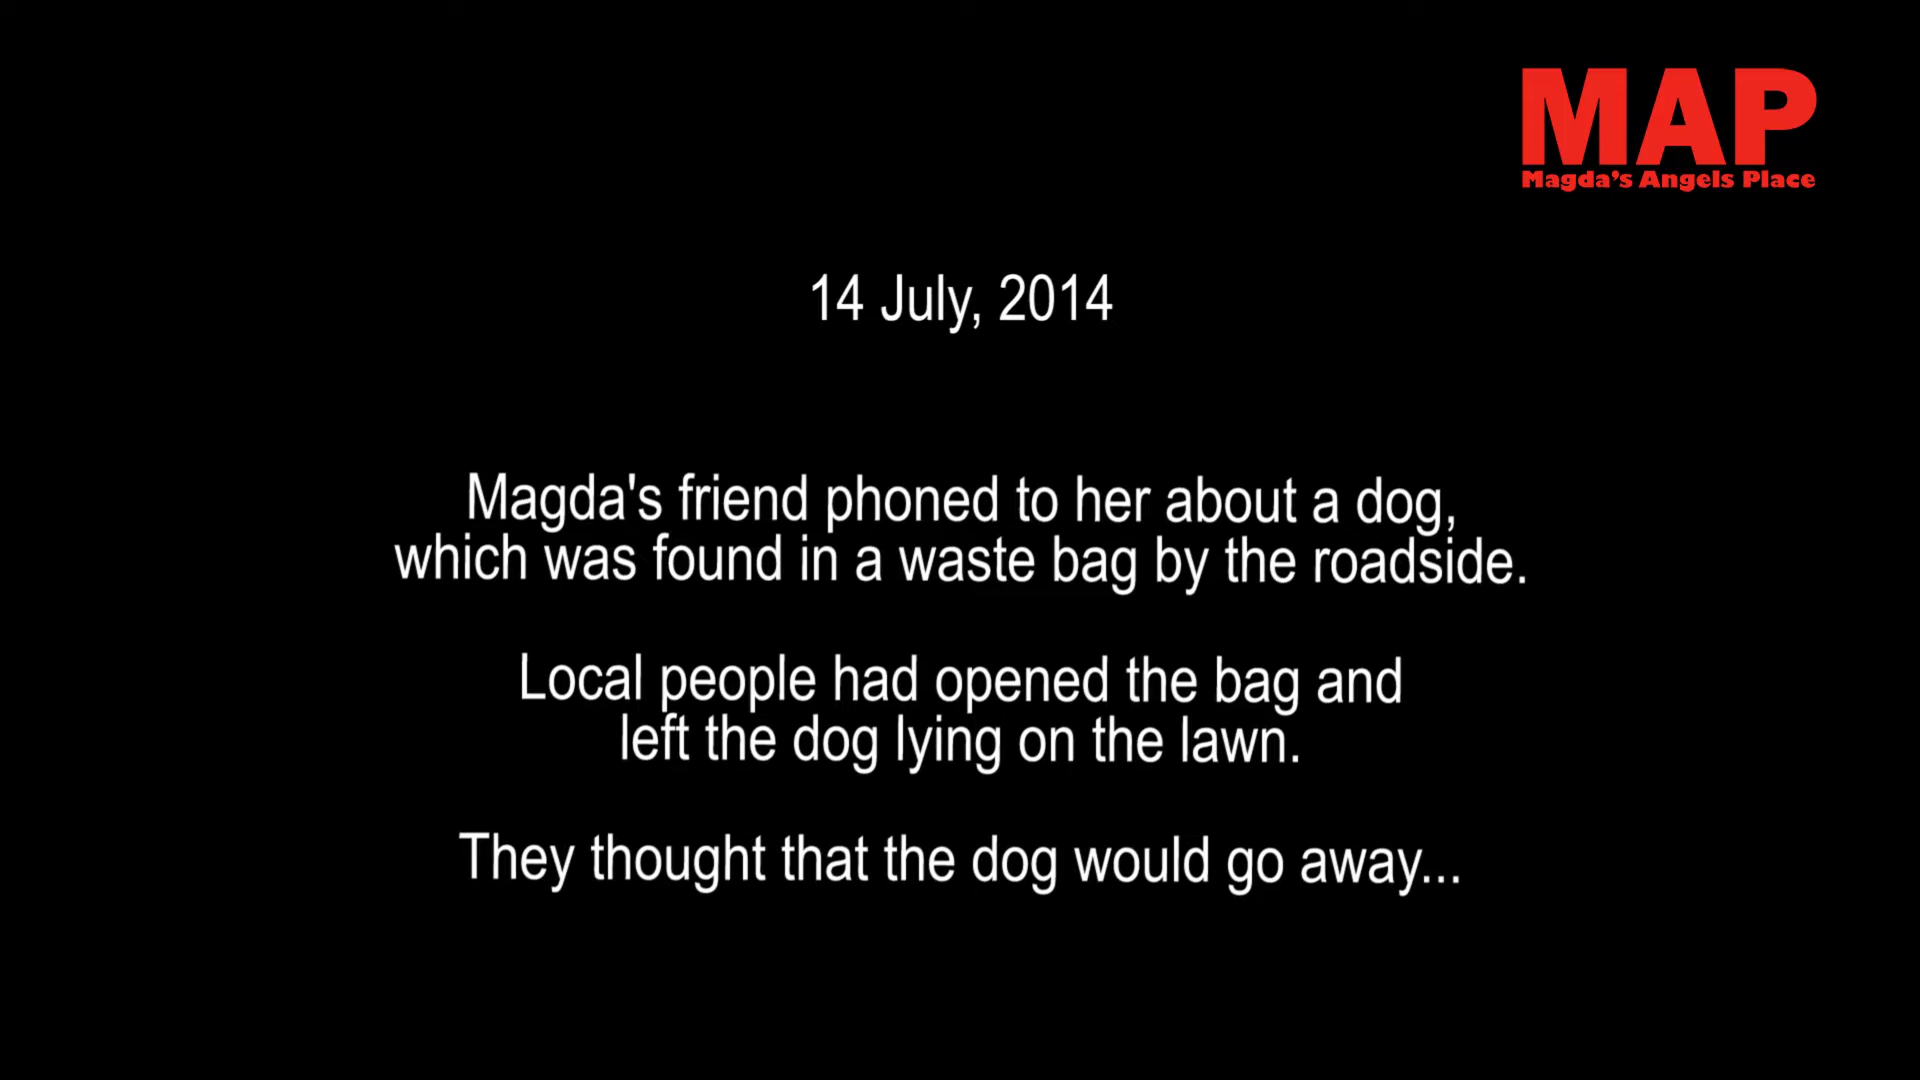 MAP
Magda's Angels Place
14 July, 2014
Magda's friend phoned to her about a dog,
which was found in a waste bag by the roadside.
Local people had opened the bag and
left the dog lying on the lawn.
They thought that the dog would go away...